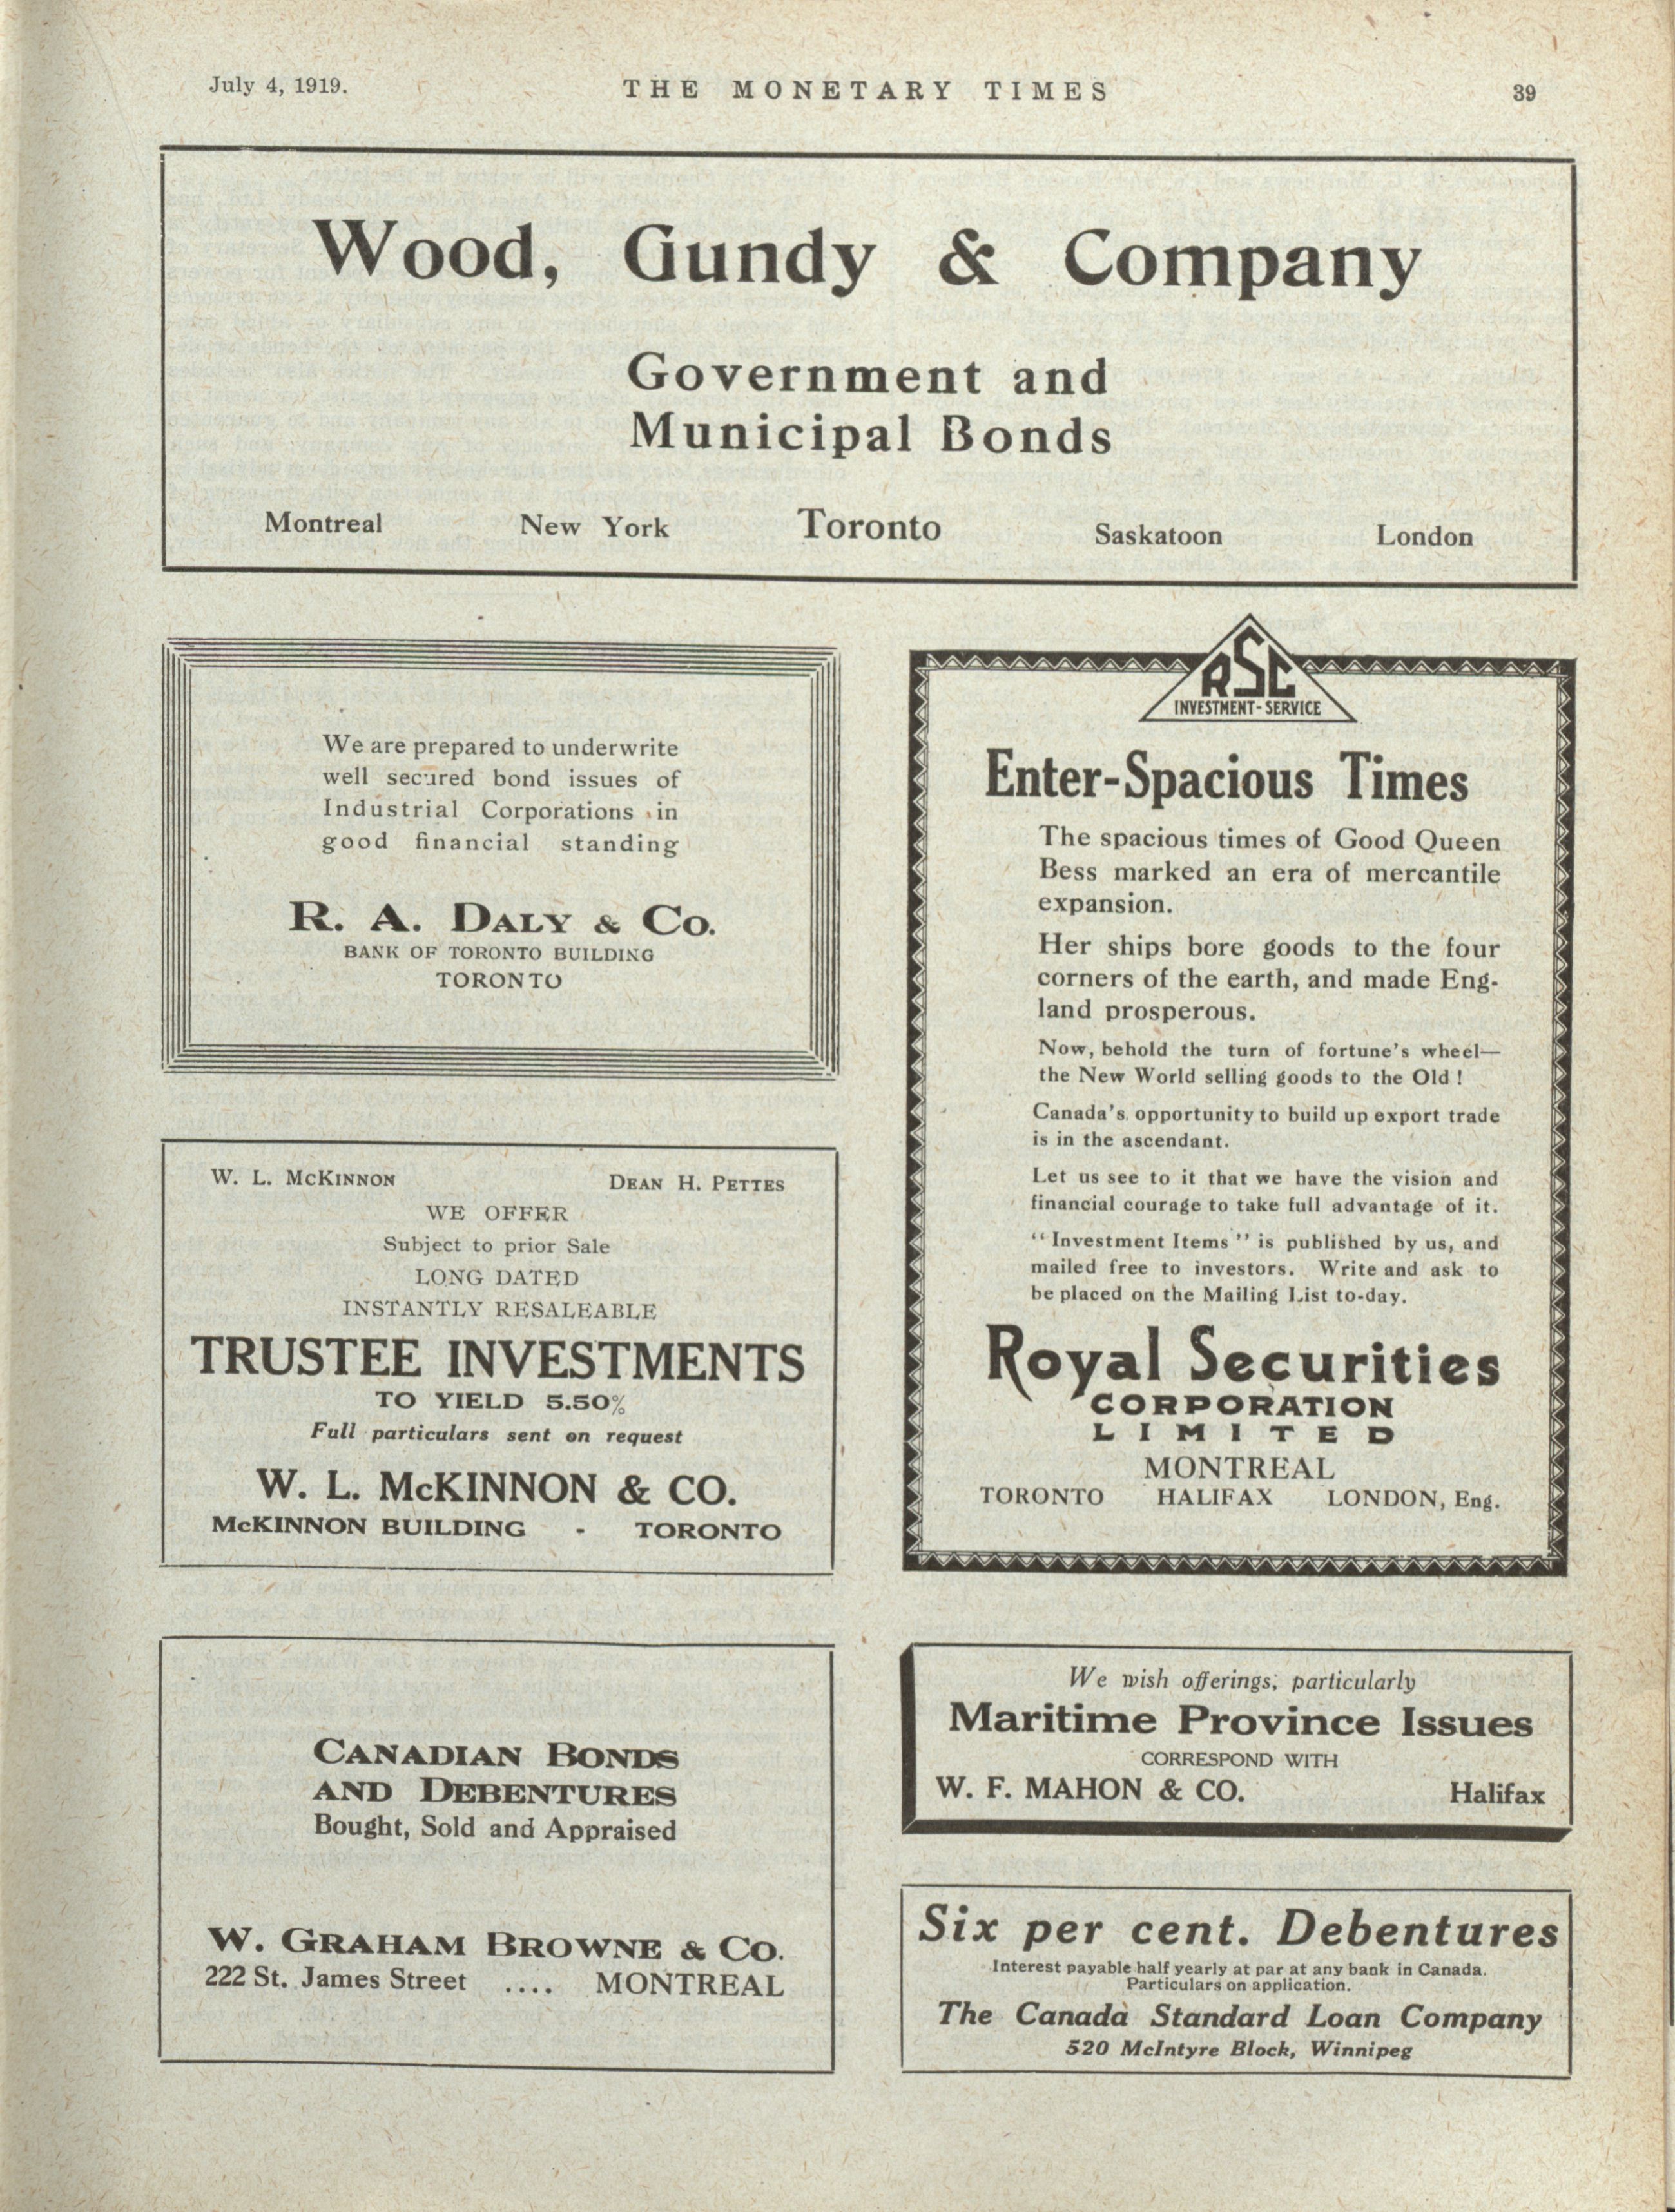 July 4, 1919.
THE MONETARY TIMES
39
Wood, Gundy & Company
Government and
Municipal Bonds
Montreal New York Toronto Saskatoon London
We are prepared to underwrite
well secured bond issues of
Industrial Corporations in
good financial standing
R. A. DALY & CO.
BANK OF TORONTO BUILDING
TORONTO
W. L. MCKINNON DEAN H. PETTES
WE OFFER
Subject to prior Sale
LONG DATED
INSTANTLY RESALEABLE
TRUSTEE INVESTMENTS
TO YIELD 5.50%
Full particulars sent on request
W. L. McKINNON & CO.
McKINNON BUILDING - TORONTO
CANADIAN BONDS
AND DEBENTURES
Bought, Sold and Appraised
W. GRAHAM BROWNE & CO.
222 St. James Street .... MONTREAL
RSC
INVESTMENT-SERVICE
Enter-Spacious Times
The spacious times of Good Queen
Bess marked an era of mercantile
expansion.
Her ships bore goods to the four
corners of the earth, and made Eng-
land prosperous.
Now, behold the turn of fortune's wheel—
the New World selling goods to the Old!
Canada's opportunity to build up export trade
is in the ascendant.
Let us see to it that we have the vision and
financial courage to take full advantage of it.
"Investment Items" is published by us, and
mailed free to investors. Write and ask to
be placed on the Mailing List to-day.
Royal Securities
CORPORATION
LIMITED
MONTREAL
TORONTO HALIFAX LONDON, Eng.
We wish offerings, particularly
Maritime Province Issues
CORRESPOND WITH
W. F. MAHON & CO. Halifax
Six per cent. Debentures
Interest payable half yearly at par at any bank in Canada.
Particulars on application.
The Canada Standard Loan Company
520 McIntyre Block, Winnipeg